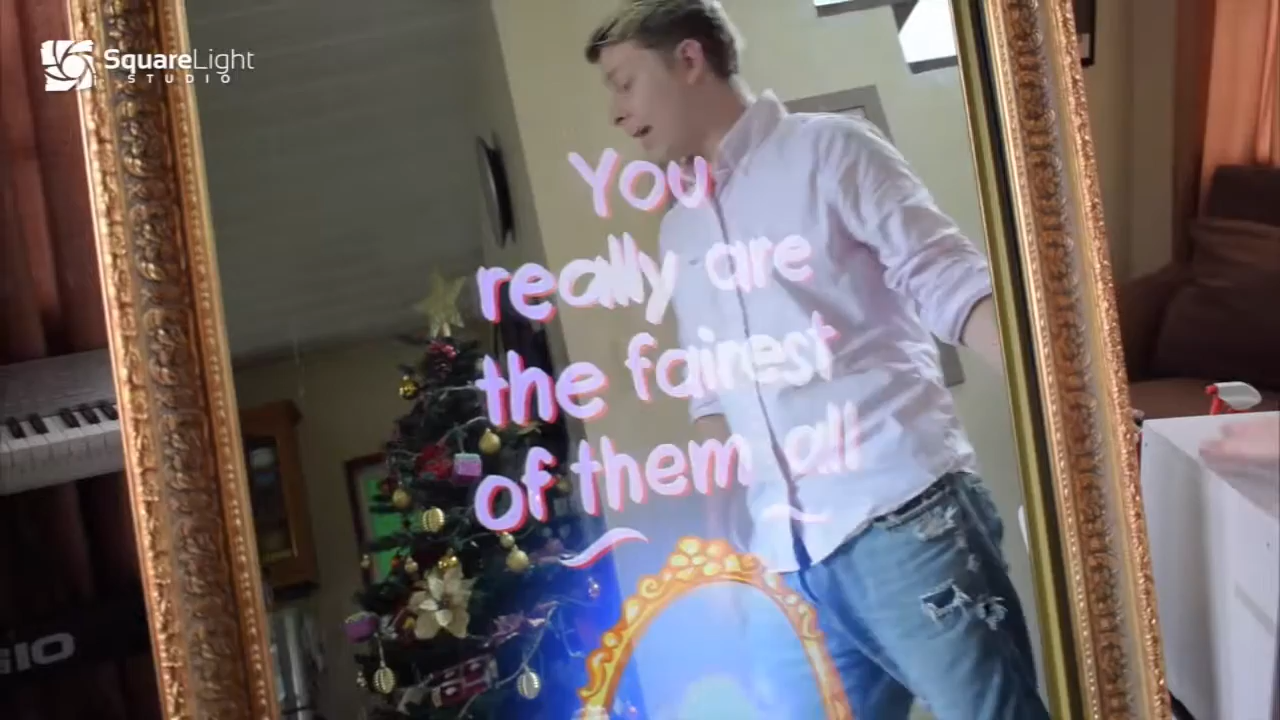 SquareLight
STUDIO
You
really are
the fairest
of them all